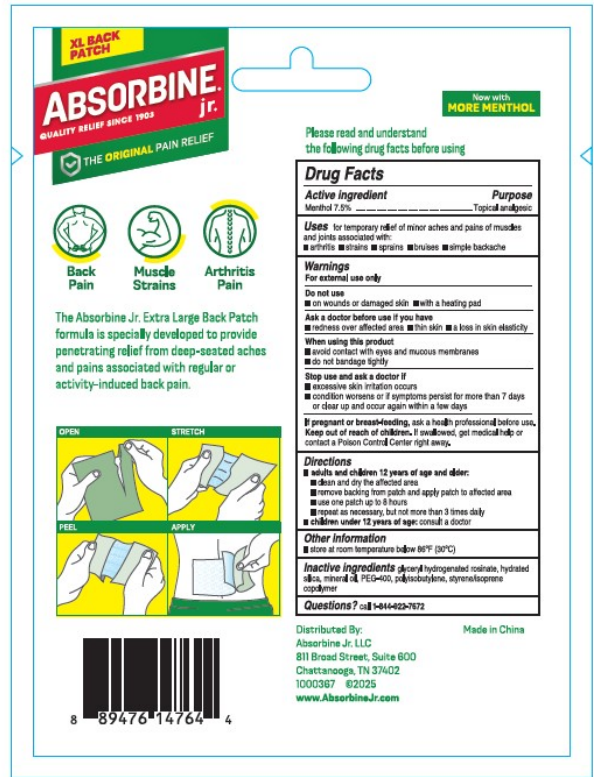 XL BACK
PATCH
ABSORBINE®
jr.
QUALITY RELIEF SINCE 1903
THE ORIGINAL PAIN RELIEF
Back
Pain
Muscle
Strains
Arthritis
Pain
The Absorbine Jr. Extra Large Back Patch
formula is specially developed to provide
penetrating relief from deep-seated aches
and pains associated with regular or
activity-induced back pain.
OPEN
STRETCH
PEEL
APPLY
8 89476 14764 4
Now with
MORE MENTHOL
Please read and understand
the following drug facts before using
Drug Facts
Active ingredient Purpose
Menthol 7.5% Topical analgesic
Uses for temporary relief of minor aches and pains of muscles
and joints associated with:
■ arthritis ■ strains ■ sprains ■ bruises ■ simple backache
Warnings
For external use only
Do not use
■ on wounds or damaged skin ■ with a heating pad
Ask a doctor before use if you have
■ redness over affected area ■ thin skin ■ a loss in skin elasticity
When using this product
■ avoid contact with eyes and mucous membranes
■ do not bandage tightly
Stop use and ask a doctor if
■ excessive skin irritation occurs
■ condition worsens or if symptoms persist for more than 7 days
or clear up and occur again within a few days
If pregnant or breast-feeding, ask a health professional before use.
Keep out of reach of children. If swallowed, get medical help or
contact a Poison Control Center right away.
Directions
■ adults and children 12 years of age and older:
■ clean and dry the affected area
■ remove backing from patch and apply patch to affected area
■ use one patch up to 8 hours
■ repeat as necessary, but not more than 3 times daily
■ children under 12 years of age: consult a doctor
Other information
■ store at room temperature below 86°F (30°C)
Inactive ingredients glyceryl hydrogenated rosinate, hydrated
silica, mineral oil, PEG-400, polyisobutylene, styrene/isoprene
copolymer
Questions? call 1-844-922-7672
Distributed By:
Absorbine Jr. LLC
811 Broad Street, Suite 600
Chattanooga, TN 37402
1000367 ©2025
www.AbsorbineJr.com
Made in China